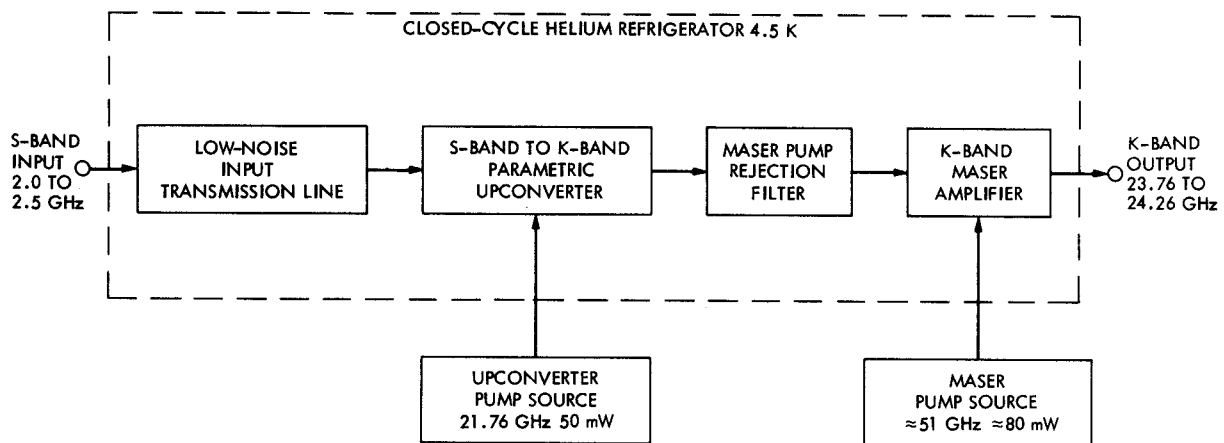 CLOSED-CYCLE HELIUM REFRIGERATOR 4.5 K
S-BAND
INPUT
2.0 TO
2.5 GHz
LOW-NOISE
INPUT
TRANSMISSION LINE
S-BAND TO K-BAND
PARAMETRIC
UPCONVERTER
MASER PUMP
REJECTION
FILTER
K-BAND
MASER
AMPLIFIER
K-BAND
OUTPUT
23.76 TO
24.26 GHz
UPCONVERTER
PUMP SOURCE
21.76 GHz 50 mW
MASER
PUMP SOURCE
≈51 GHz ≈80 mW